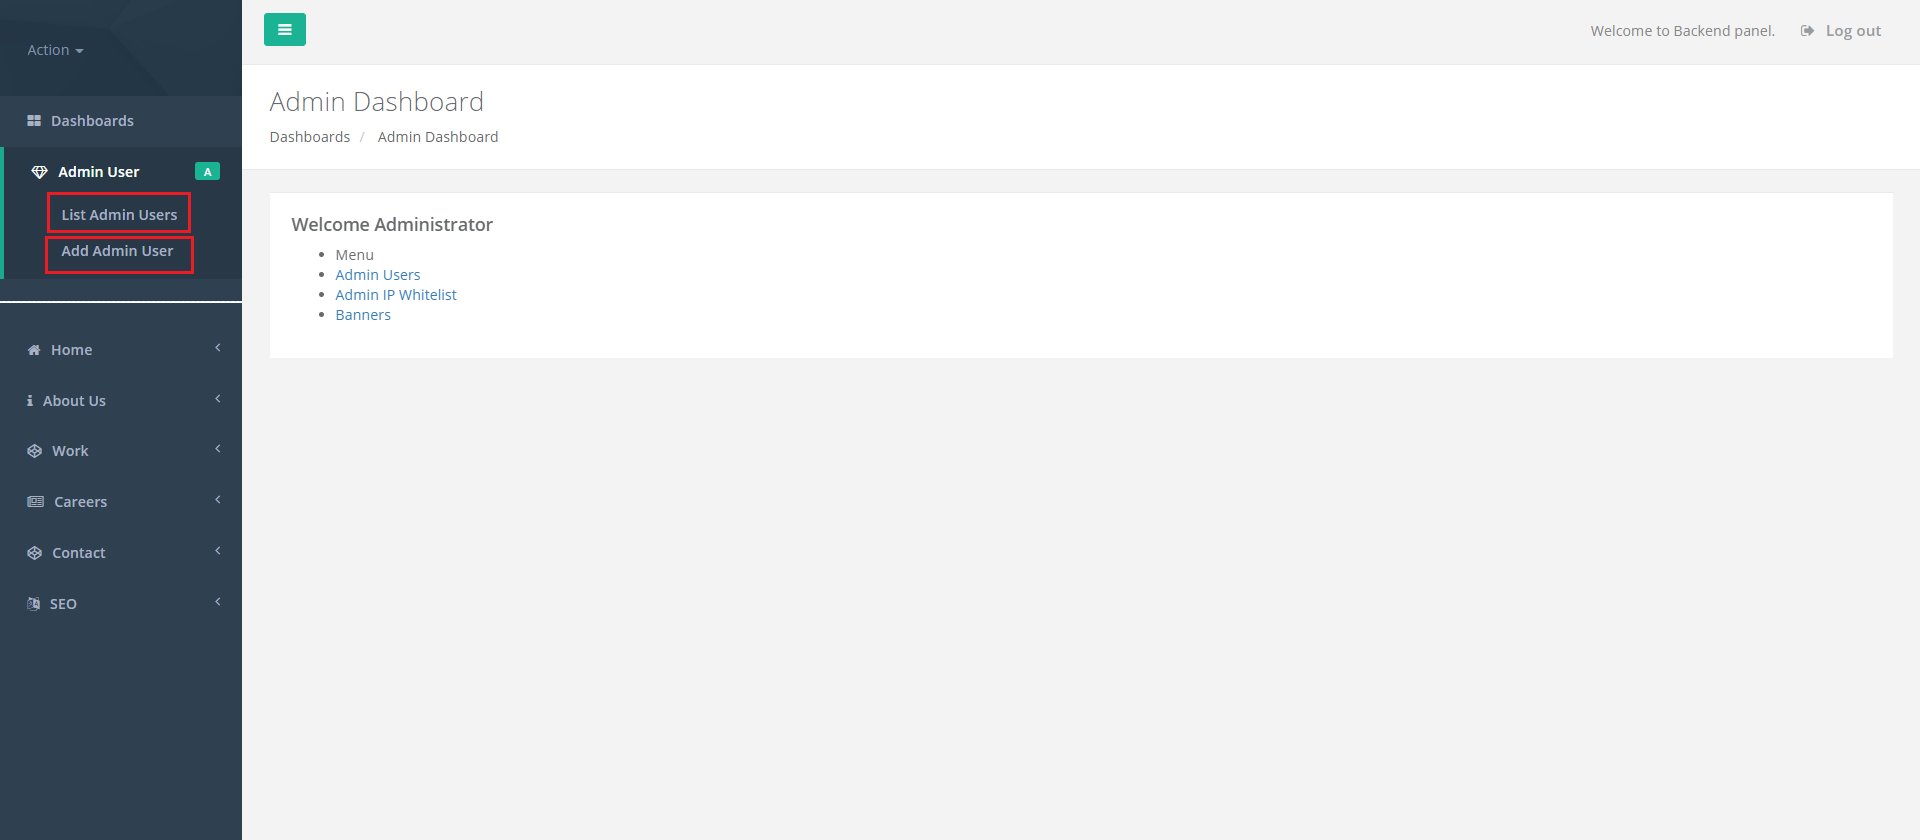 Action
Dashboards
Admin User A
List Admin Users
Add Admin User
Home
About Us
Work
Careers
Contact
SEO
Welcome to Backend panel. Log out
Admin Dashboard
Dashboards / Admin Dashboard
Welcome Administrator
Menu
Admin Users
Admin IP Whitelist
Banners